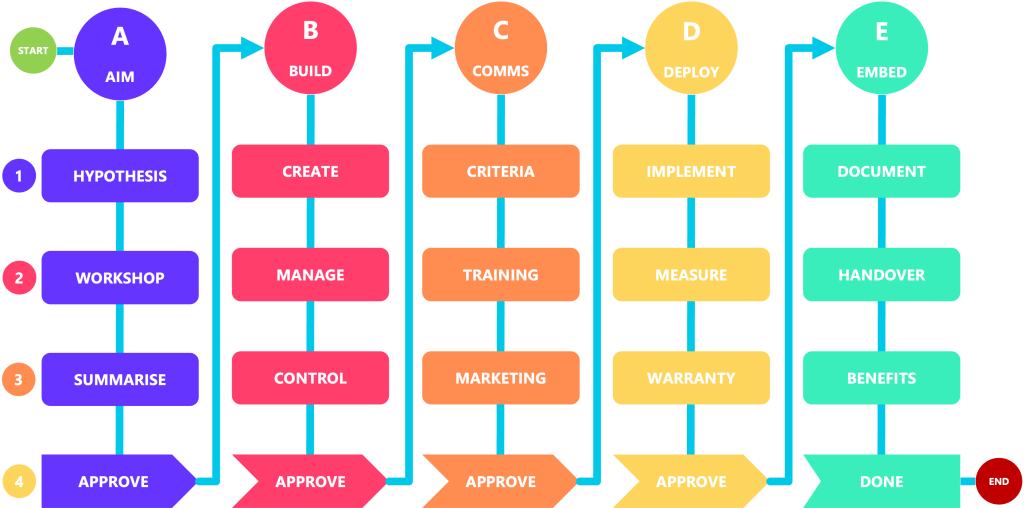 START
A
AIM
B
BUILD
C
COMMS
D
DEPLOY
E
EMBED
1
HYPOTHESIS
CREATE
CRITERIA
IMPLEMENT
DOCUMENT
2
WORKSHOP
MANAGE
TRAINING
MEASURE
HANDOVER
3
SUMMARISE
CONTROL
MARKETING
WARRANTY
BENEFITS
4
APPROVE
APPROVE
APPROVE
APPROVE
DONE
END